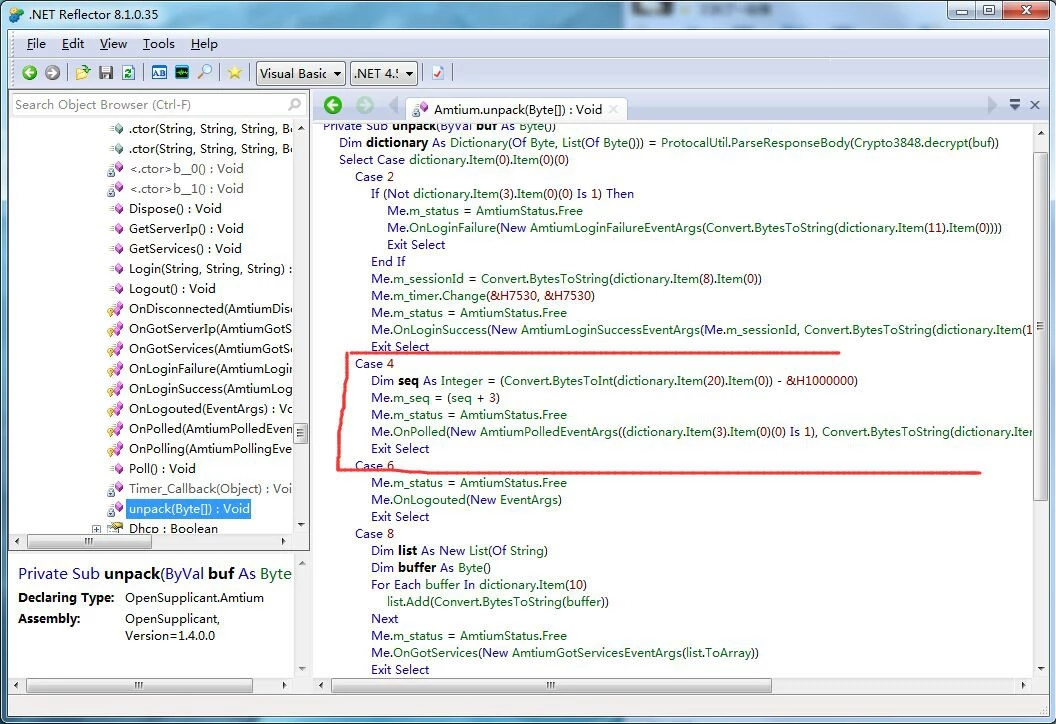 .NET Reflector 8.1.0.35
File Edit View Tools Help
Visual Basic .NET 4.!
Search Object Browser (Ctrl-F)
.ctor(String, String, String, Bo
.ctor(String, String, String, Bo
<.ctor>b__0() : Void
<.ctor>b__1() : Void
Dispose() : Void
GetServerIp() : Void
GetServices() : Void
Login(String, String, String) :
Logout() : Void
OnDisconnected(AmtiumDisc
OnGotServerIp(AmtiumGotS
OnGotServices(AmtiumGotSe
OnLoginFailure(AmtiumLogin
OnLoginSuccess(AmtiumLog
OnLogouted(EventArgs) : Vo
OnPolled(AmtiumPolledEven
OnPolling(AmtiumPollingEve
Poll() : Void
Timer_Callback(Object) : Voi
unpack(Byte[]) : Void
Dhcp : Boolean
Private Sub unpack(ByVal buf As Byte
Declaring Type: OpenSupplicant.Amtium
Assembly: OpenSupplicant,
Version=1.4.0.0
Amtium.unpack(Byte[]) : Void
Private Sub unpack(ByVal buf As Byte())
Dim dictionary As Dictionary(Of Byte, List(Of Byte())) = ProtocalUtil.ParseResponseBody(Crypto3848.decrypt(buf))
Select Case dictionary.Item(0).Item(0)(0)
Case 2
If (Not dictionary.Item(3).Item(0)(0) Is 1) Then
Me.m_status = AmtiumStatus.Free
Me.OnLoginFailure(New AmtiumLoginFailureEventArgs(Convert.BytesToString(dictionary.Item(11).Item(0))))
Exit Select
End If
Me.m_sessionId = Convert.BytesToString(dictionary.Item(8).Item(0))
Me.m_timer.Change(&H7530, &H7530)
Me.m_status = AmtiumStatus.Free
Me.OnLoginSuccess(New AmtiumLoginSuccessEventArgs(Me.m_sessionId, Convert.BytesToString(dictionary.Item(1
Exit Select
Case 4
Dim seq As Integer = (Convert.BytesToInt(dictionary.Item(20).Item(0)) - &H1000000)
Me.m_seq = (seq + 3)
Me.m_status = AmtiumStatus.Free
Me.OnPolled(New AmtiumPolledEventArgs((dictionary.Item(3).Item(0)(0) Is 1), Convert.BytesToString(dictionary.Iter
Exit Select
Case 6
Me.m_status = AmtiumStatus.Free
Me.OnLogouted(New EventArgs)
Exit Select
Case 8
Dim list As New List(Of String)
Dim buffer As Byte()
For Each buffer In dictionary.Item(10)
list.Add(Convert.BytesToString(buffer))
Next
Me.m_status = AmtiumStatus.Free
Me.OnGotServices(New AmtiumGotServicesEventArgs(list.ToArray))
Exit Select